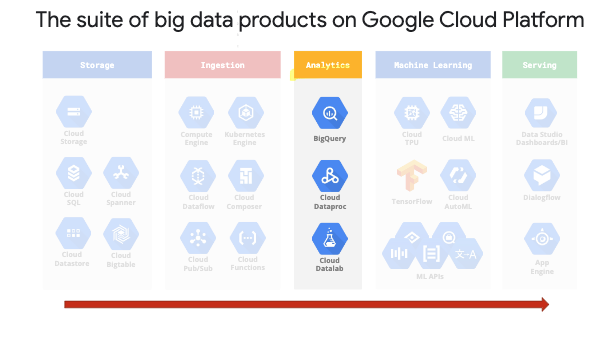 The suite of big data products on Google Cloud Platform
Storage
Ingestion
Analytics
Machine Learning
Serving
Cloud
Storage
Compute
Engine
Kubernetes
Engine
BigQuery
Cloud
TPU
Cloud ML
Data Studio
Dashboards/BI
Cloud
SQL
Cloud
Spanner
Cloud
Dataflow
Cloud
Composer
Cloud
Dataproc
TensorFlow
Cloud
AutoML
Dialogflow
Cloud
Datastore
Cloud
Bigtable
Cloud
Pub/Sub
Cloud
Functions
Cloud
Datalab
文-A
ML APIs
App
Engine